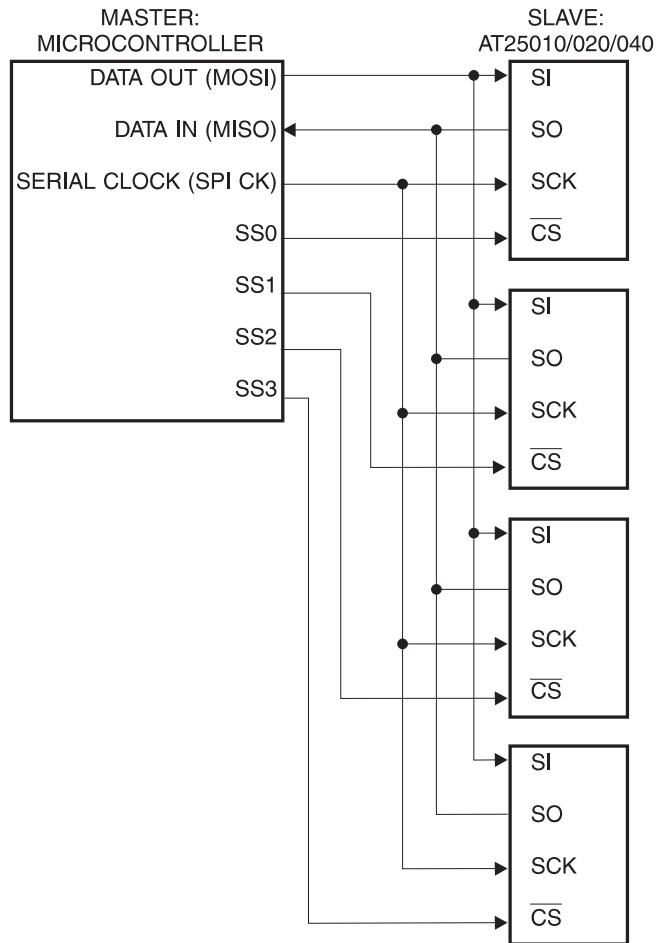 MASTER:
MICROCONTROLLER
SLAVE:
AT25010/020/040
DATA OUT (MOSI)
DATA IN (MISO)
SERIAL CLOCK (SPI CK)
SS0
SS1
SS2
SS3
SI
SO
SCK
CS
SI
SO
SCK
CS
SI
SO
SCK
CS
SI
SO
SCK
CS